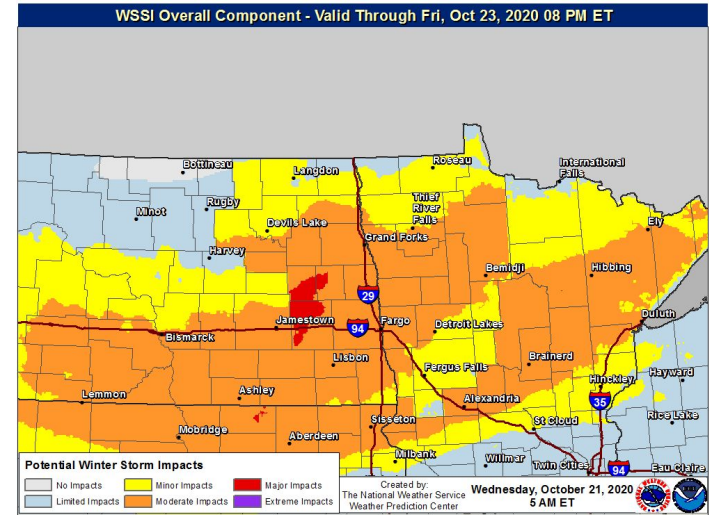 WSSI Overall Component - Valid Through Fri, Oct 23, 2020 08 PM ET
Bottineau
Langdon
Roseau
International
Falls
Minot
Rugby
Thief
River
Falls
Devils Lake
Ely
Grand Forks
Harvey
Bemidji
Hibbing
29
Jamestown
94
Fargo
Detroit Lakes
Duluth
Bismarck
Lisbon
Brainerd
Fergus Falls
Hinckley
Hayward
Lemmon
Ashley
Alexandria
35
Mobridge
Aberdeen
Sisseton
St Cloud
Rice Lake
Milbank
Willmar
Twin Cities
94
Eau Claire
Potential Winter Storm Impacts
No Impacts
Minor Impacts
Major Impacts
Limited Impacts
Moderate Impacts
Extreme Impacts
Created by:
The National Weather Service
Weather Prediction Center
Wednesday, October 21, 2020
5 AM ET